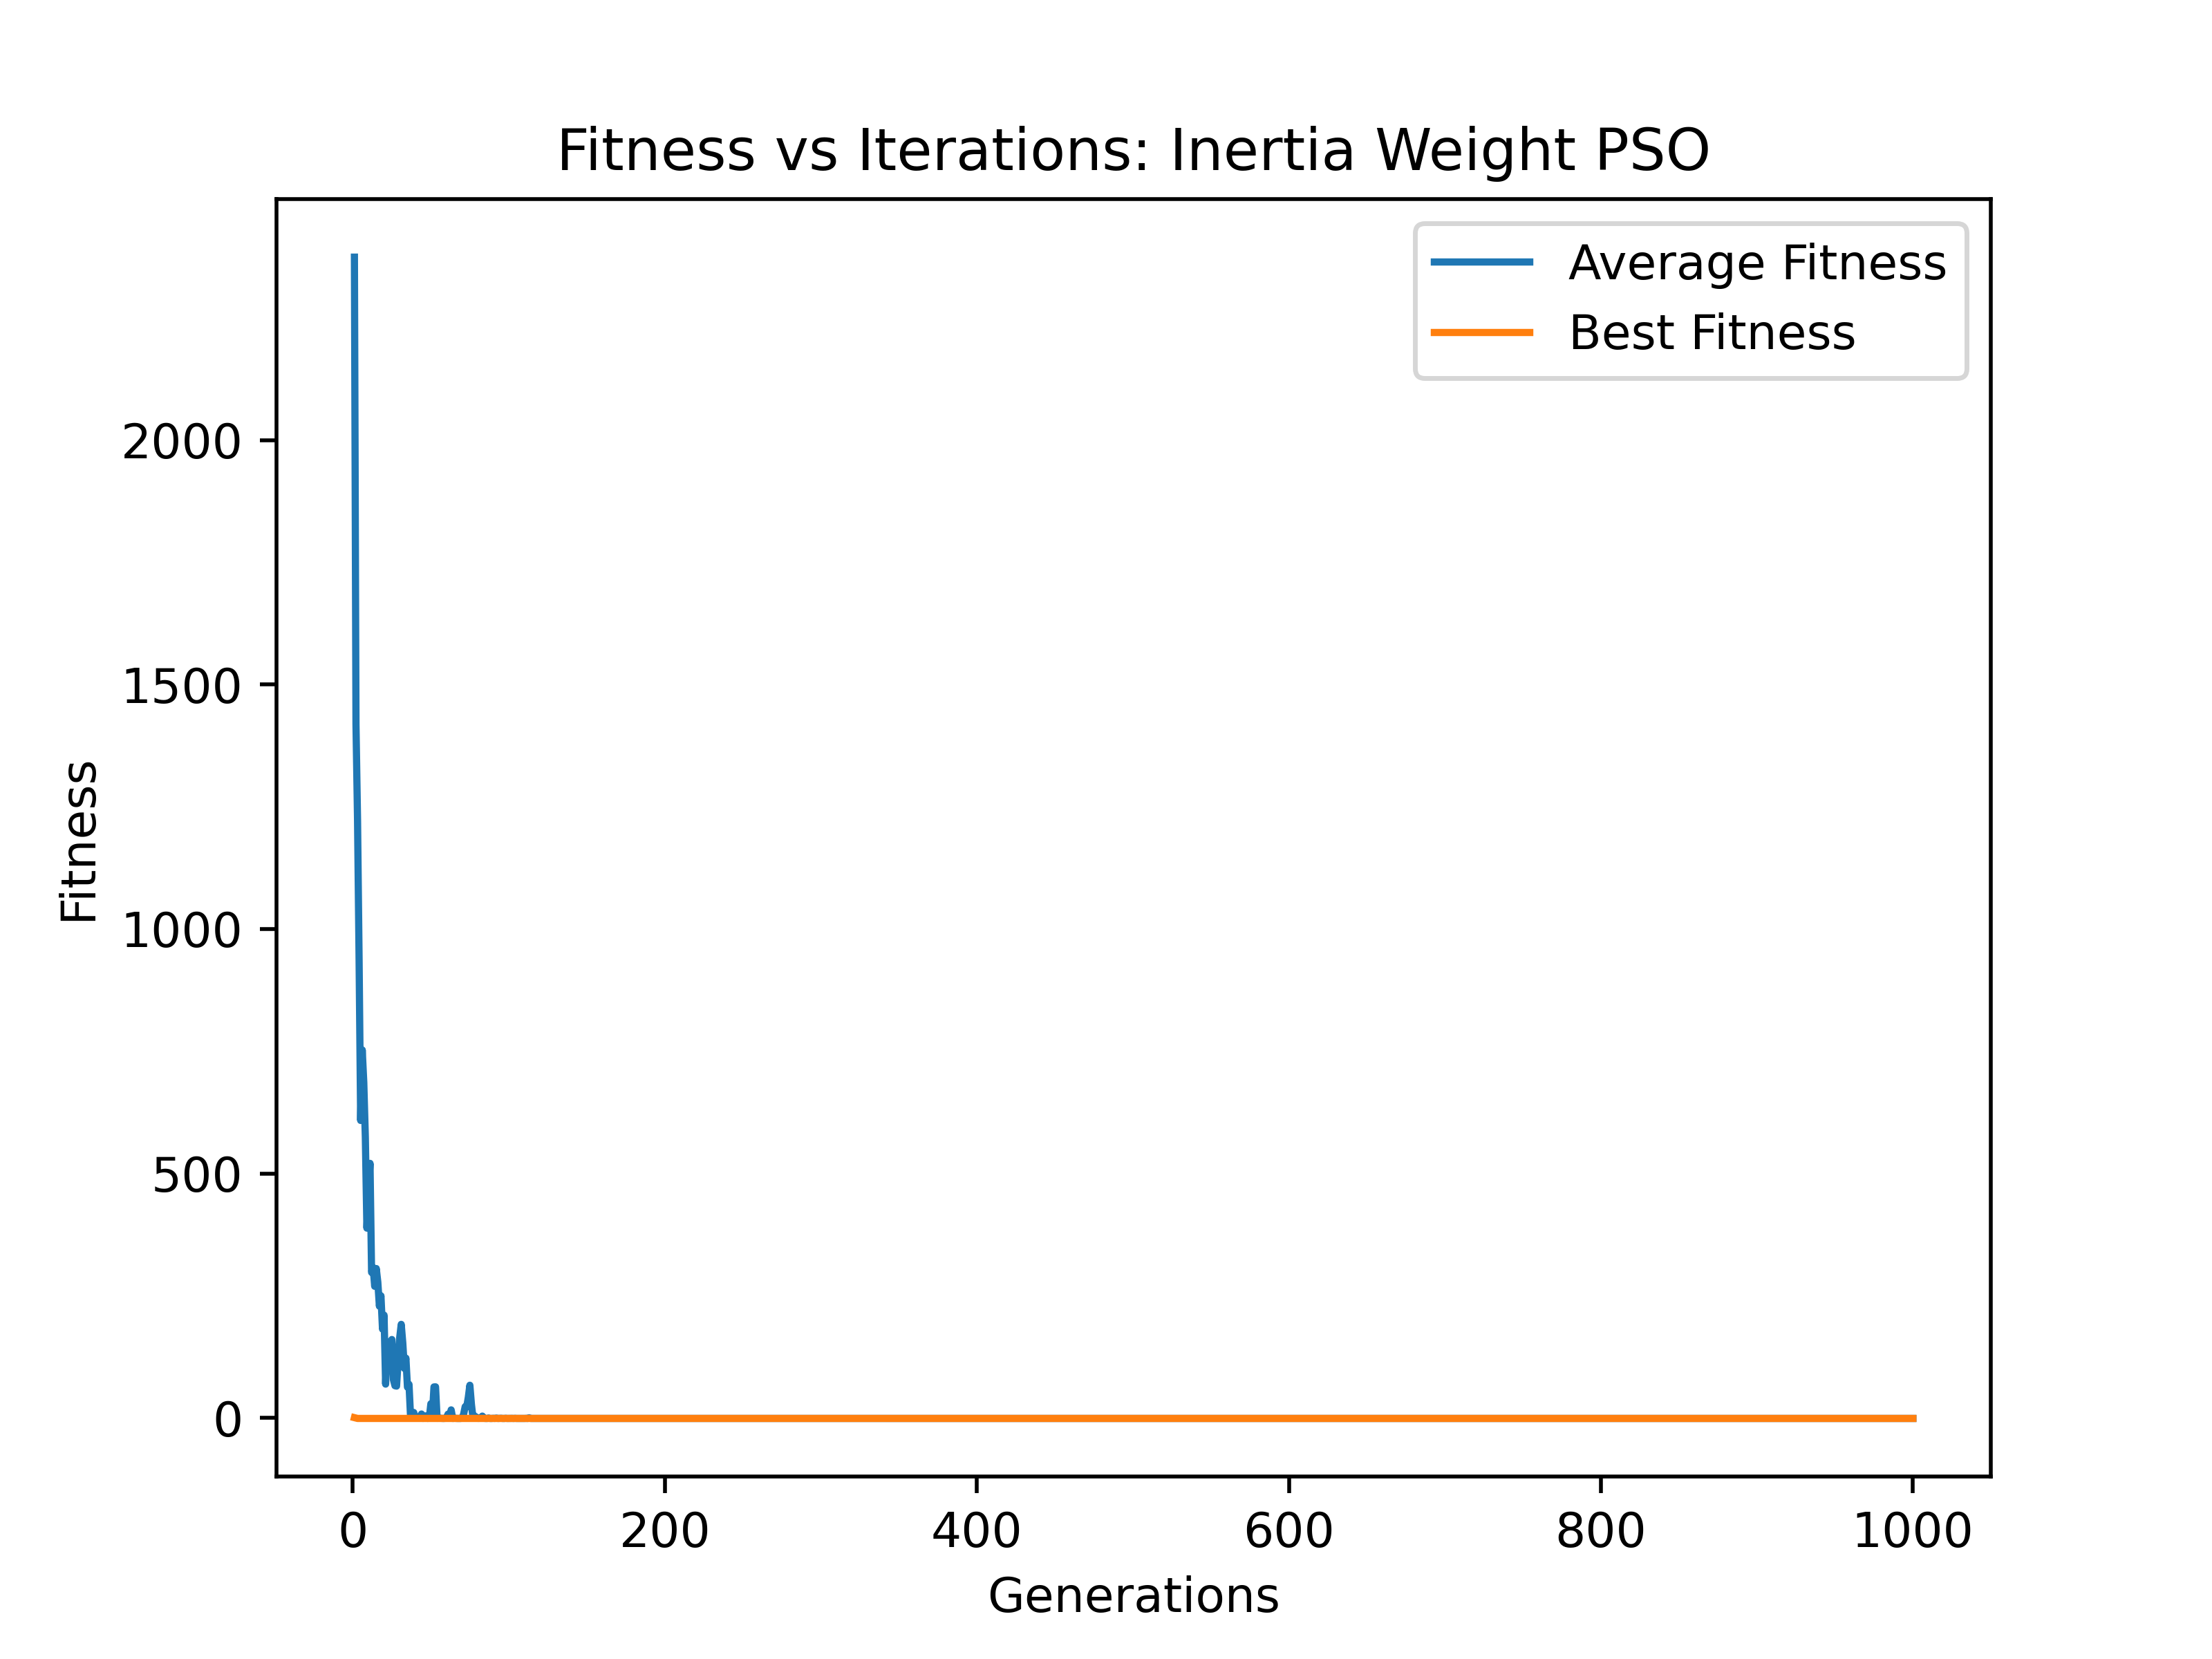 Fitness vs Iterations: Inertia Weight PSO
Average Fitness
Best Fitness
2000
1500
1000
500
0
Fitness
0 200 400 600 800 1000
Generations